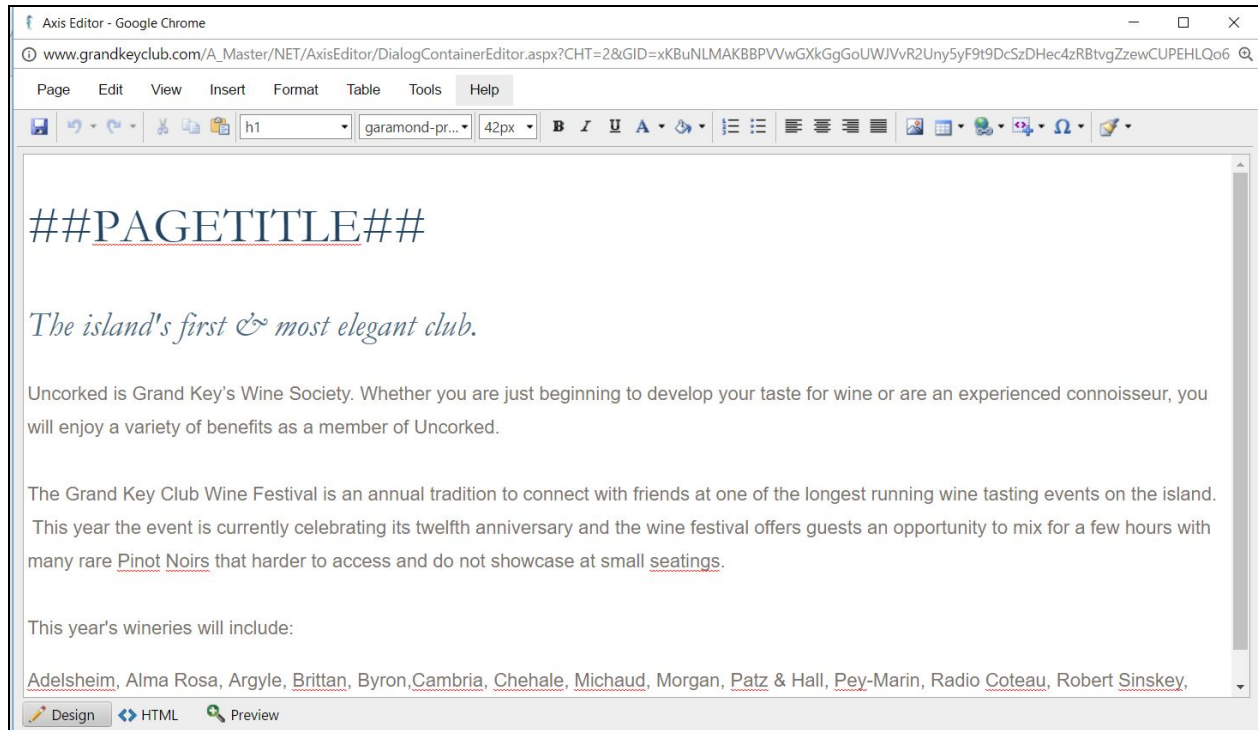 Axis Editor - Google Chrome
www.grandkeyclub.com/A_Master/NET/AxisEditor/DialogContainerEditor.aspx?CHT=2&GID=xKBuNLMAKBBPVVwGXkGgGoUWJVvR2Uny5yF9t9DcSzDHec4zRBtvgZzewCUPEHLQo6
Page Edit View Insert Format Table Tools Help
h1 garamond-pr... 42px B I U A Ω
##PAGETITLE##
The island's first & most elegant club.
Uncorked is Grand Key’s Wine Society. Whether you are just beginning to develop your taste for wine or are an experienced connoisseur, you
will enjoy a variety of benefits as a member of Uncorked.
The Grand Key Club Wine Festival is an annual tradition to connect with friends at one of the longest running wine tasting events on the island.
This year the event is currently celebrating its twelfth anniversary and the wine festival offers guests an opportunity to mix for a few hours with
many rare Pinot Noirs that harder to access and do not showcase at small seatings.
This year's wineries will include:
Adelsheim, Alma Rosa, Argyle, Brittan, Byron,Cambria, Chehale, Michaud, Morgan, Patz & Hall, Pey-Marin, Radio Coteau, Robert Sinskey,
Design HTML Preview